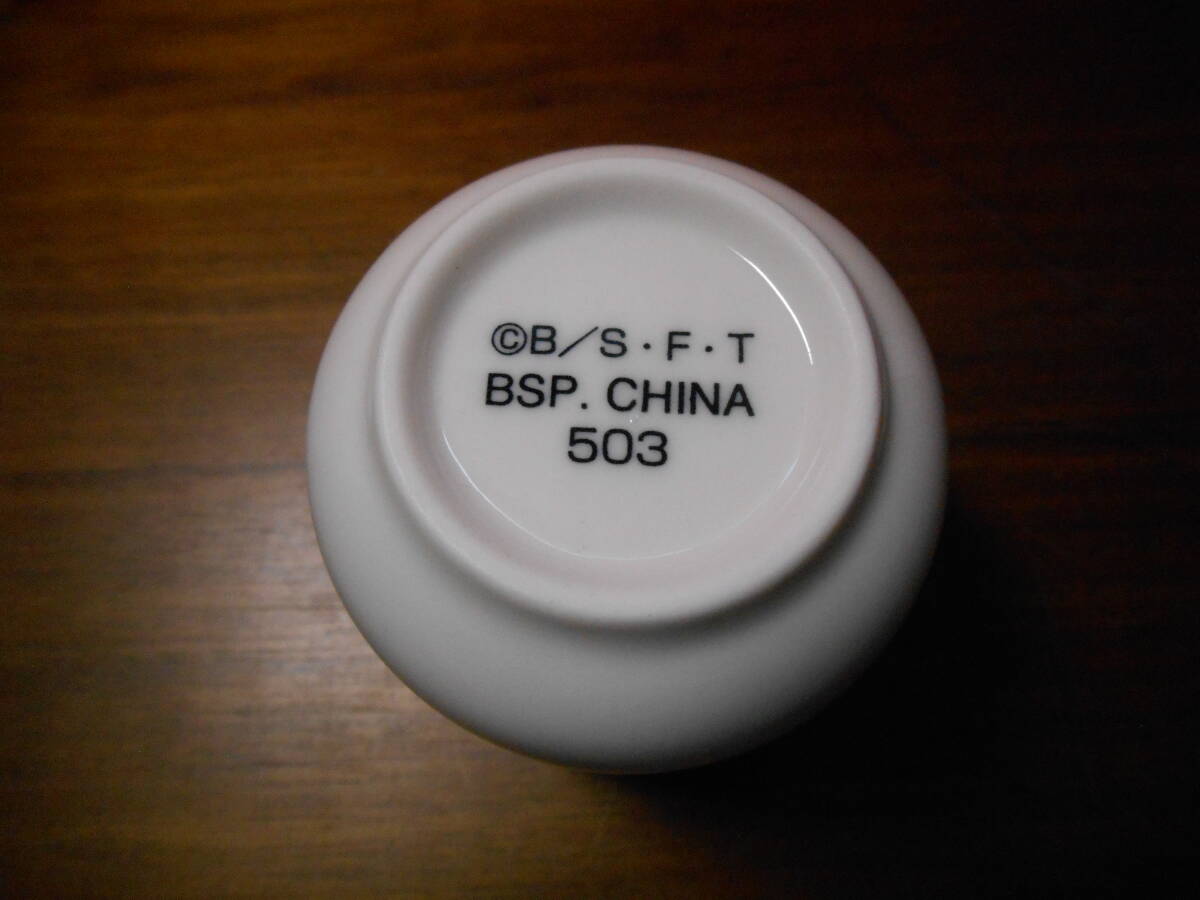 ©B／S・F・T
BSP. CHINA
503